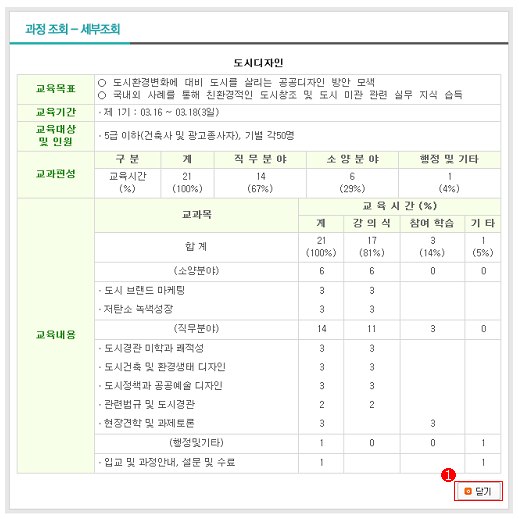 과정 조회 - 세부조회
도시디자인
교육목표
○ 도시환경변화에 대비 도시를 살리는 공공디자인 방안 모색
○ 국내외 사례를 통해 친환경적인 도시창조 및 도시 미관 관련 실무 지식 습득
교육기간
· 제 1기 : 03.16 ~ 03.18(3일)
교육대상
및 인원
· 5급 이하(건축사 및 광고종사자), 기별 각50명
교과편성
구 분 계 직 무 분 야 소 양 분 야 행정 및 기타
교육시간 21 14 6 1
(%) (100%) (67%) (29%) (4%)
교육내용
교과목 교 육 시 간 (%)
계 강 의 식 참여 학습 기 타
합 계 21 17 3 1
(100%) (81%) (14%) (5%)
(소양분야) 6 6 0 0
· 도시 브랜드 마케팅 3 3
· 저탄소 녹색성장 3 3
(직무분야) 14 11 3 0
· 도시경관 미학과 쾌적성 3 3
· 도시건축 및 환경생태 디자인 3 3
· 도시정책과 공공예술 디자인 3 3
· 관련법규 및 도시경관 2 2
· 현장견학 및 과제토론 3 3
(행정및기타) 1 0 0 1
· 입교 및 과정안내, 설문 및 수료 1 1
1
닫기